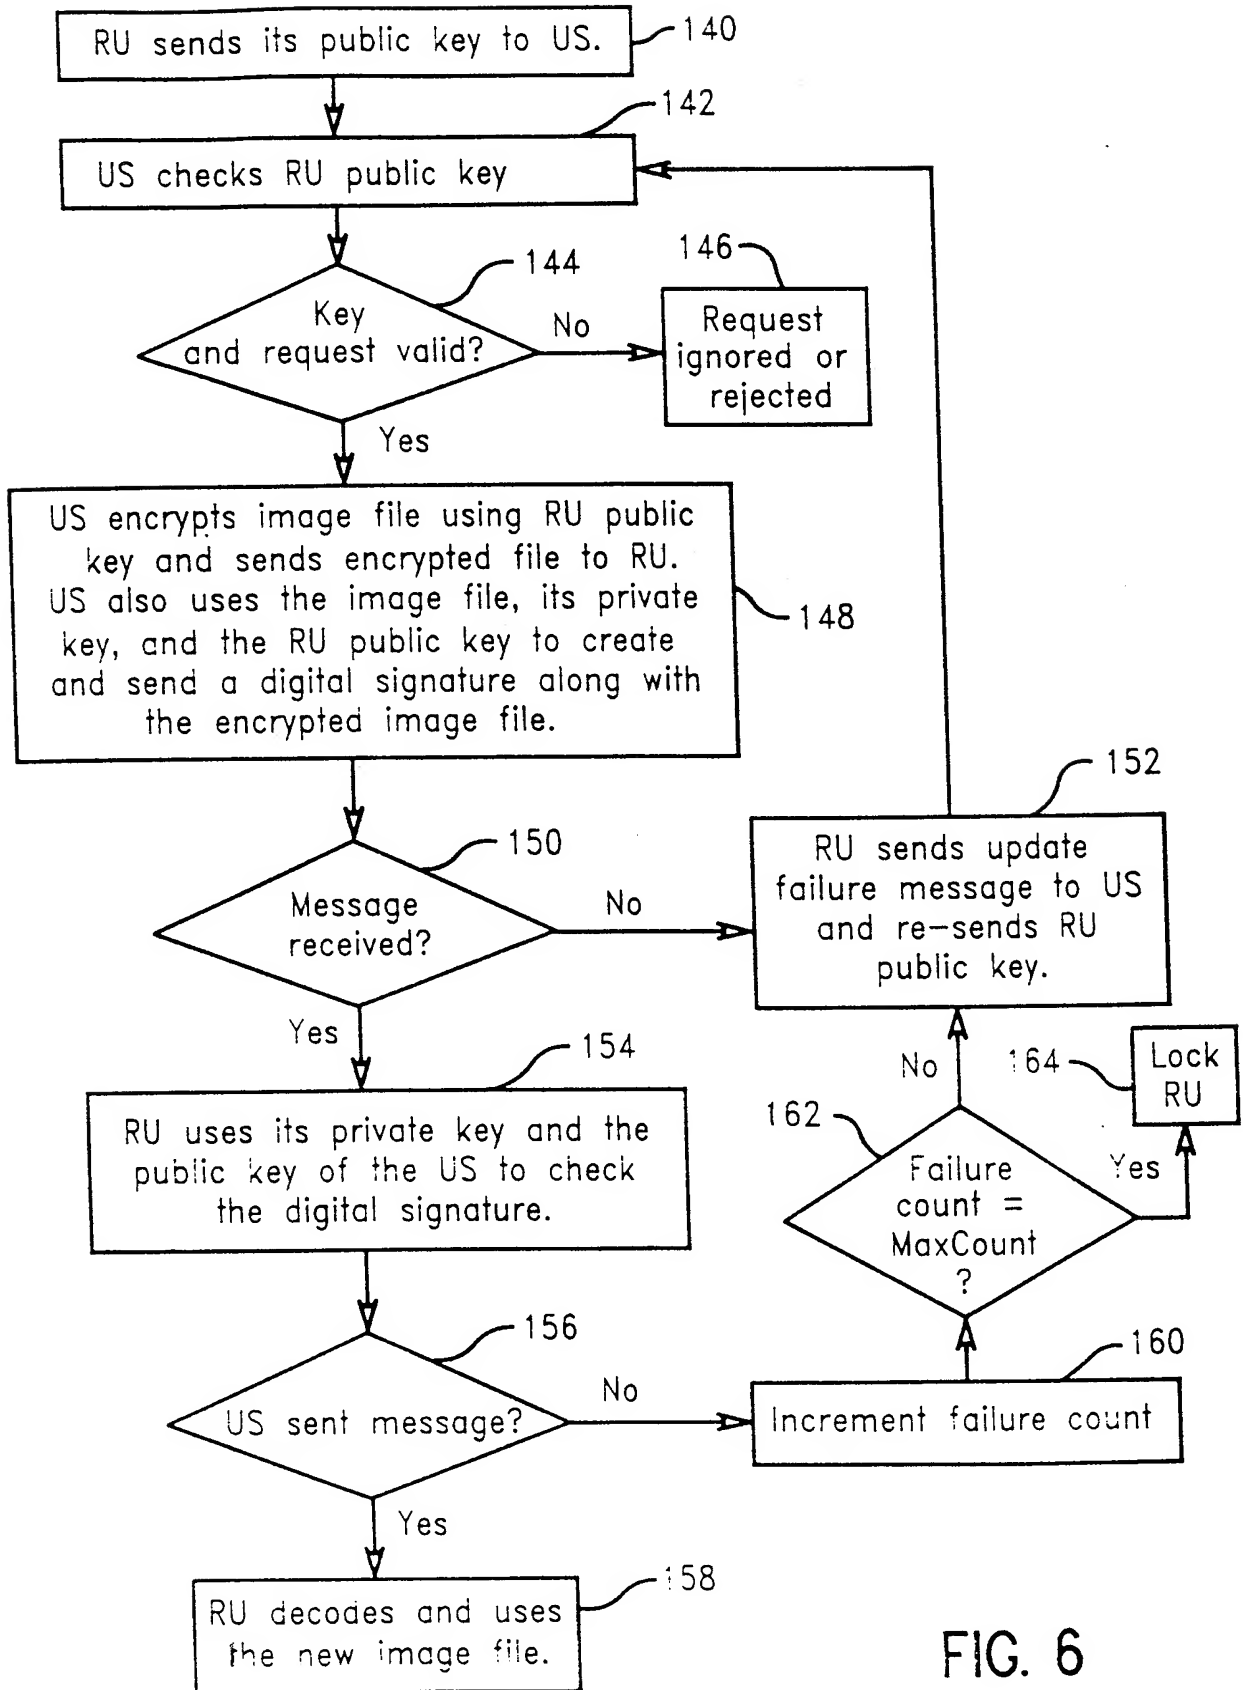 RU sends its public key to US.
140
142
US checks RU public key
144
Key
and request valid?
No
146
Request
ignored or
rejected
Yes
US encrypts image file using RU public
key and sends encrypted file to RU.
US also uses the image file, its private
key, and the RU public key to create
and send a digital signature along with
the encrypted image file.
148
150
Message
received?
No
152
RU sends update
failure message to US
and re-sends RU
public key.
Yes
154
RU uses its private key and the
public key of the US to check
the digital signature.
No
164
Lock
RU
162
Failure
count =
MaxCount
?
Yes
156
US sent message?
No
160
Increment failure count
Yes
158
RU decodes and uses
the new image file.
FIG. 6